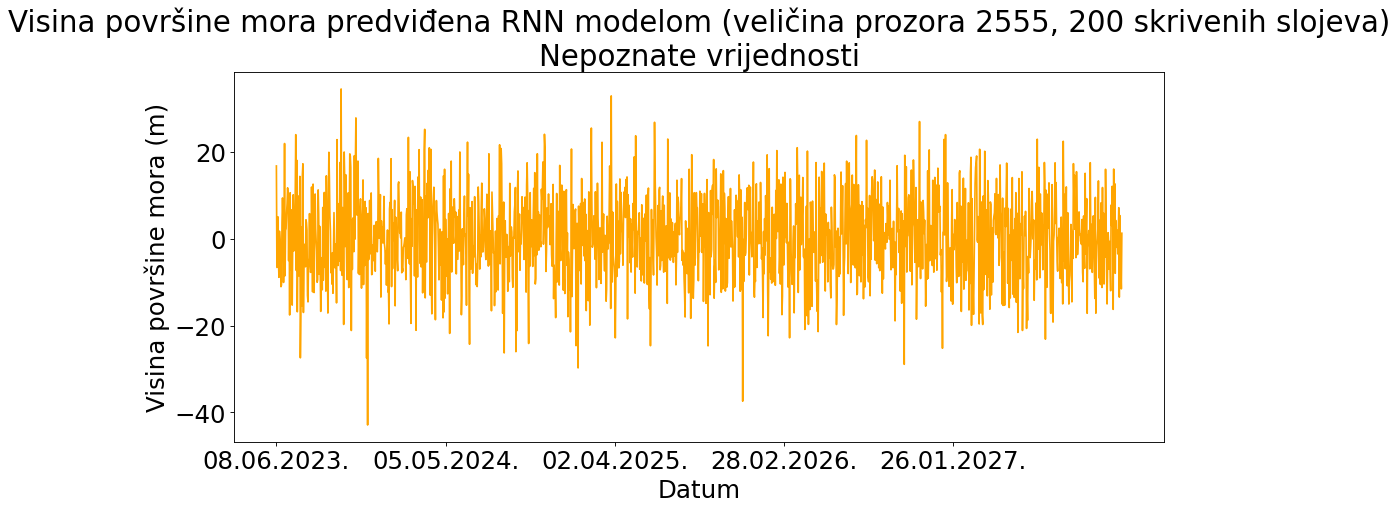 Visina površine mora predviđena RNN modelom (veličina prozora 2555, 200 skrivenih slojeva)
Nepoznate vrijednosti
Visina površine mora (m)
20
0
−20
−40
08.06.2023. 05.05.2024. 02.04.2025. 28.02.2026. 26.01.2027.
Datum